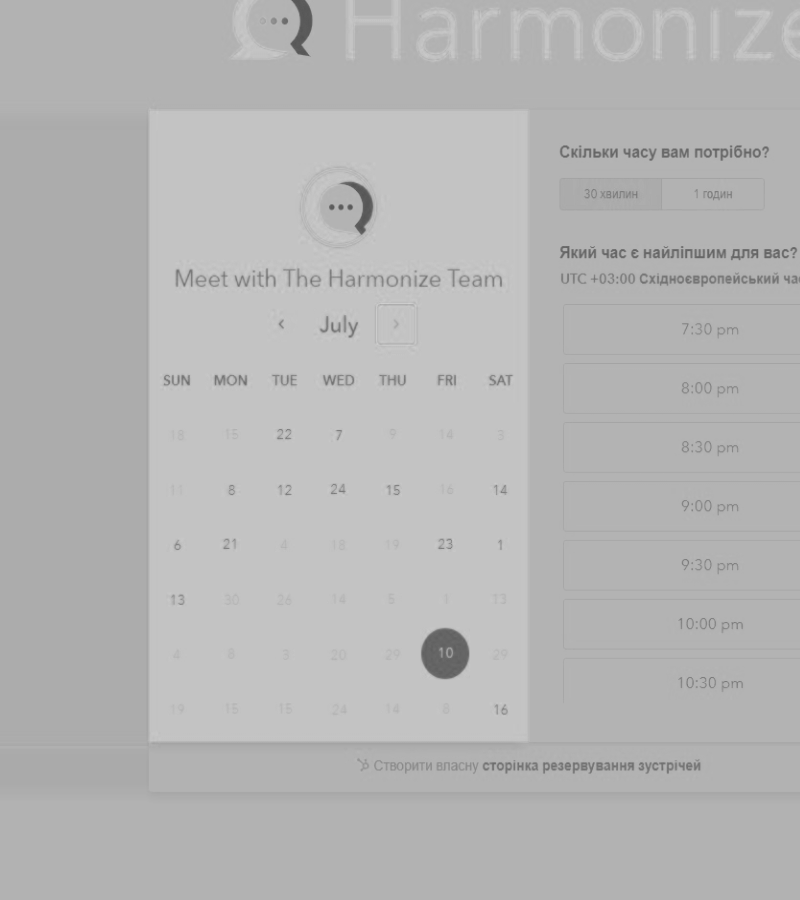 Harmonize
Meet with The Harmonize Team
July
SUN MON TUE WED THU FRI SAT
18 15 22 7 9 14 3
11 8 12 24 15 16 14
6 21 4 18 19 23 1
13 30 26 14 5 1 13
4 8 3 20 29 10 29
19 15 15 24 14 8 16
Скільки часу вам потрібно?
30 хвилин 1 годин
Який час є найліпшим для вас?
UTC +03:00 Східноєвропейський
7:30 pm
8:00 pm
8:30 pm
9:00 pm
9:30 pm
10:00 pm
10:30 pm
Створити власну сторінка резервування зустрічей